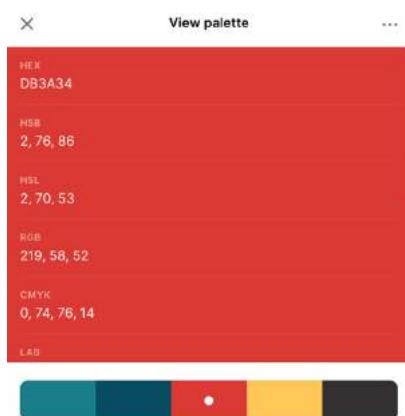 View palette
HEX
DB3A34
HSB
2, 76, 86
HSL
2, 70, 53
RGB
219, 58, 52
CMYK
0, 74, 76, 14
LAB